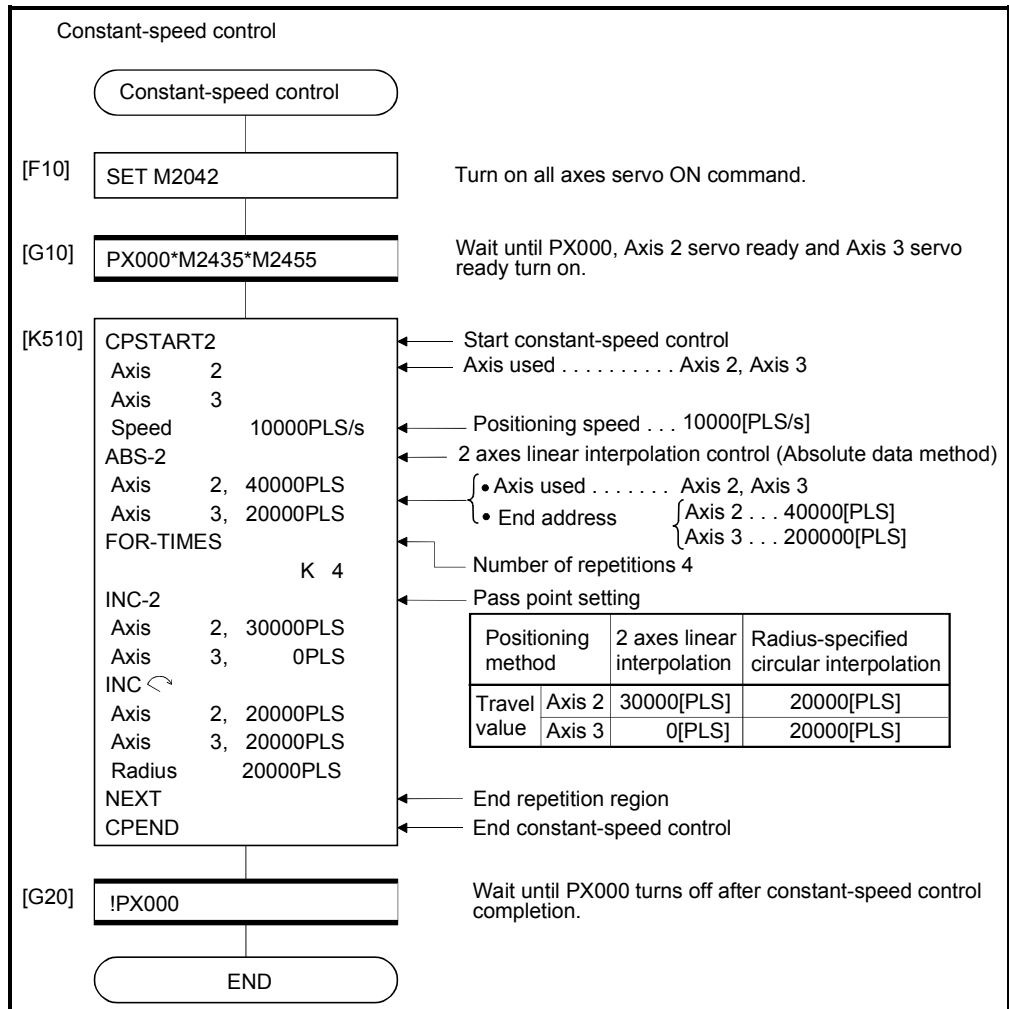 Constant-speed control
Constant-speed control
[F10]
SET M2042
Turn on all axes servo ON command.
[G10]
PX000*M2435*M2455
Wait until PX000, Axis 2 servo ready and Axis 3 servo
ready turn on.
[K510]
CPSTART2
Start constant-speed control
Axis 2
Axis used . . . . . . . . . . Axis 2, Axis 3
Axis 3
Speed 10000PLS/s
Positioning speed . . . 10000[PLS/s]
ABS-2
2 axes linear interpolation control (Absolute data method)
Axis 2, 40000PLS
• Axis used . . . . . . . Axis 2, Axis 3
Axis 3, 20000PLS
• End address
Axis 2 . . . 40000[PLS]
Axis 3 . . . 200000[PLS]
FOR-TIMES
K 4
Number of repetitions 4
INC-2
Pass point setting
Axis 2, 30000PLS
Axis 3, 0PLS
INC
Axis 2, 20000PLS
Axis 3, 20000PLS
Radius 20000PLS
Positioning method 2 axes linear interpolation Radius-specified circular interpolation
Travel value Axis 2 30000[PLS] 20000[PLS]
Axis 3 0[PLS] 20000[PLS]
NEXT
End repetition region
CPEND
End constant-speed control
[G20]
!PX000
Wait until PX000 turns off after constant-speed control
completion.
END